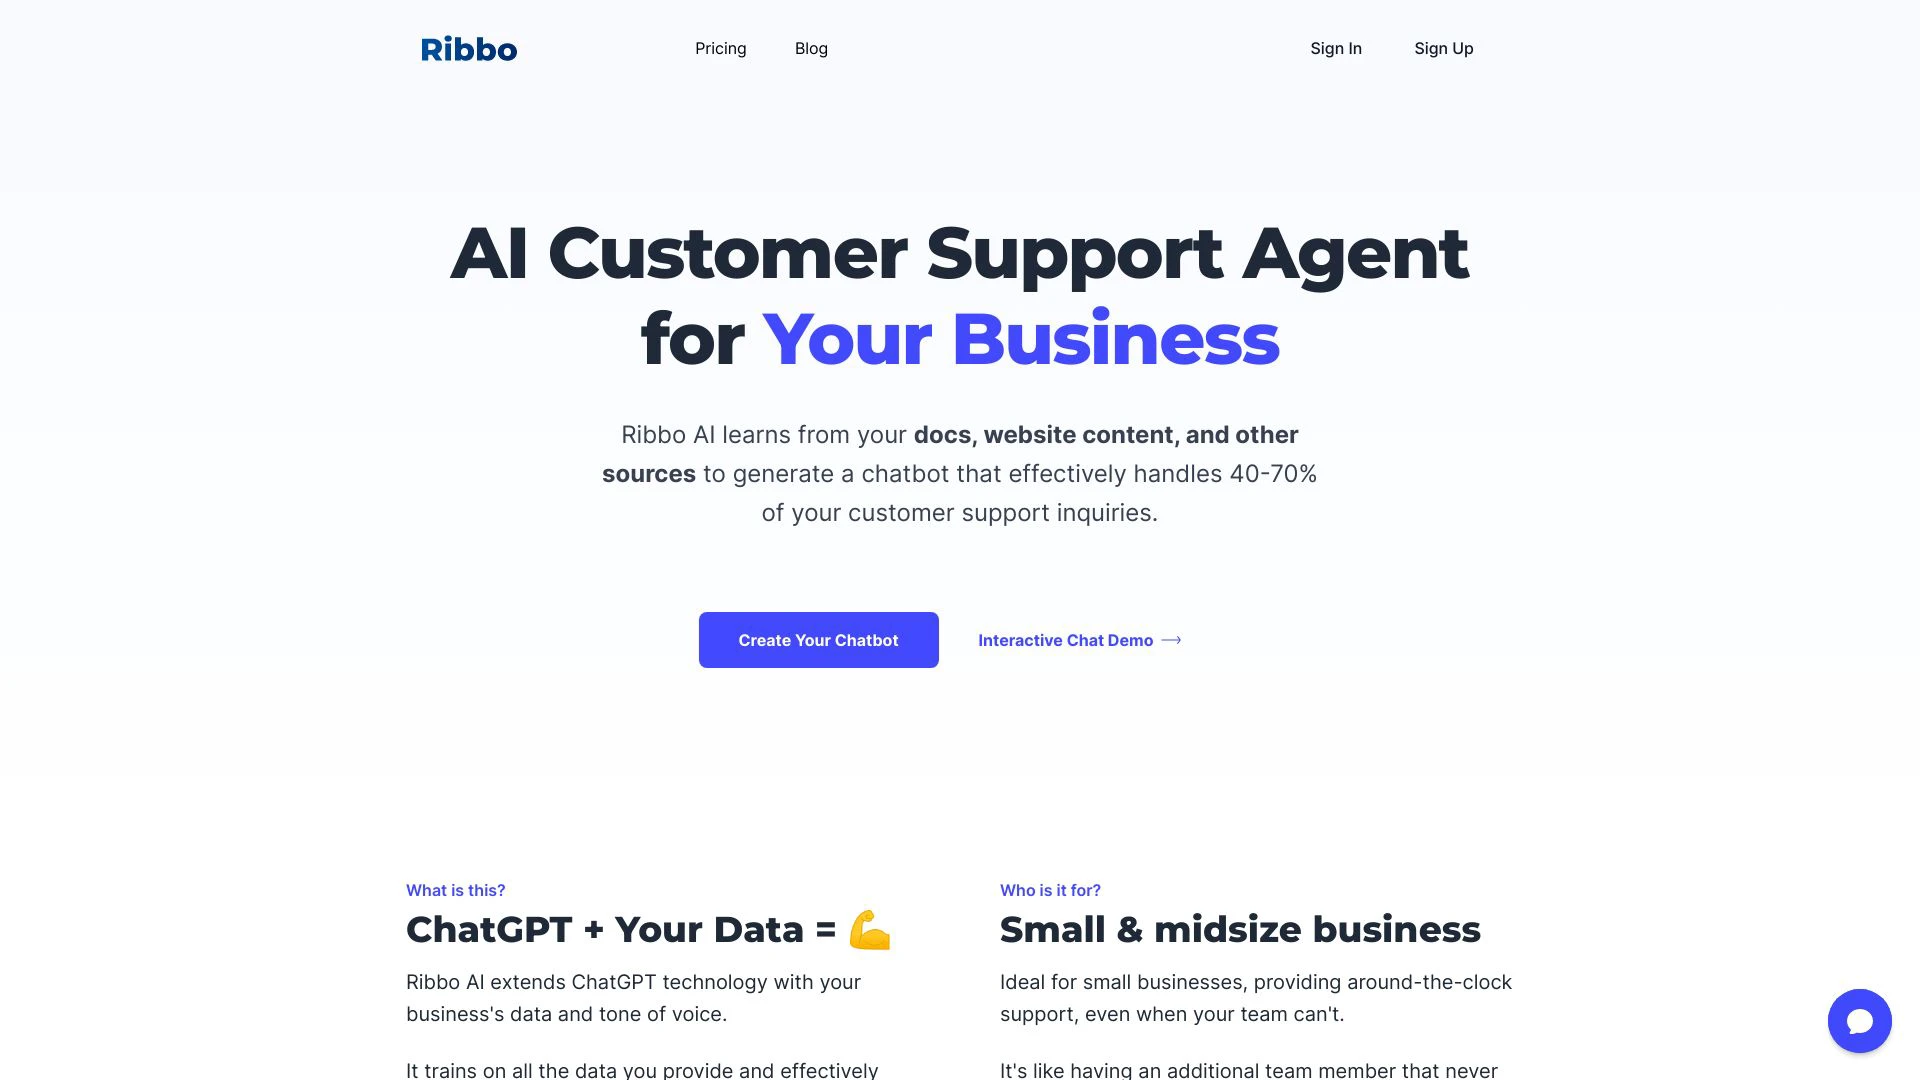 Ribbo
Pricing
Blog
Sign In
Sign Up
AI Customer Support Agent
for Your Business
Ribbo AI learns from your docs, website content, and other
sources to generate a chatbot that effectively handles 40-70%
of your customer support inquiries.
Create Your Chatbot
Interactive Chat Demo
What is this?
ChatGPT + Your Data = 💪
Ribbo AI extends ChatGPT technology with your
business's data and tone of voice.
It trains on all the data you provide and effectively
Who is it for?
Small & midsize business
Ideal for small businesses, providing around-the-clock
support, even when your team can't.
It's like having an additional team member that never